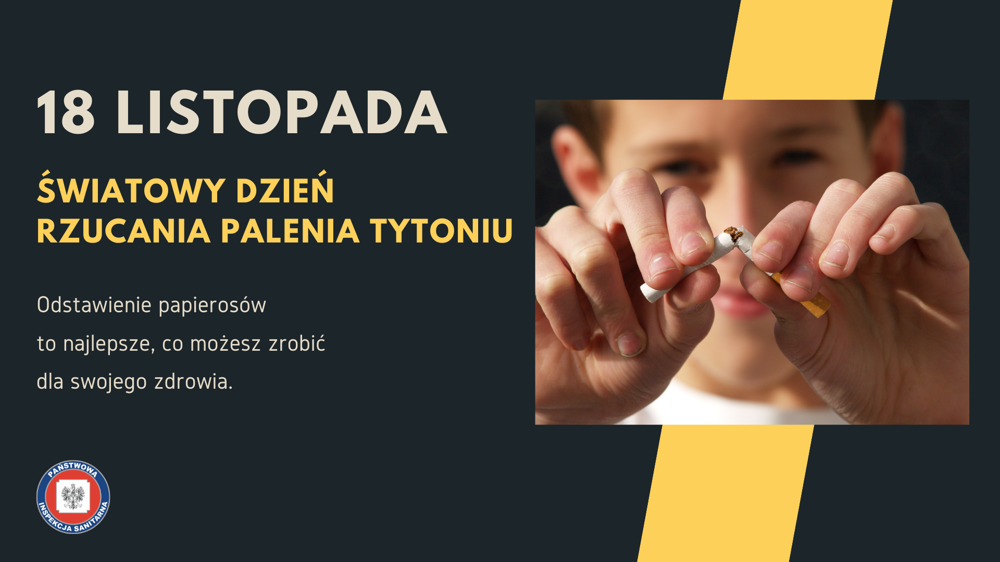 18 LISTOPADA
ŚWIATOWY DZIEŃ
RZUCANIA PALENIA TYTONIU
Odstawienie papierosów
to najlepsze, co możesz zrobić
dla swojego zdrowia.
PAŃSTWOWA
INSPEKCJA SANITARNA